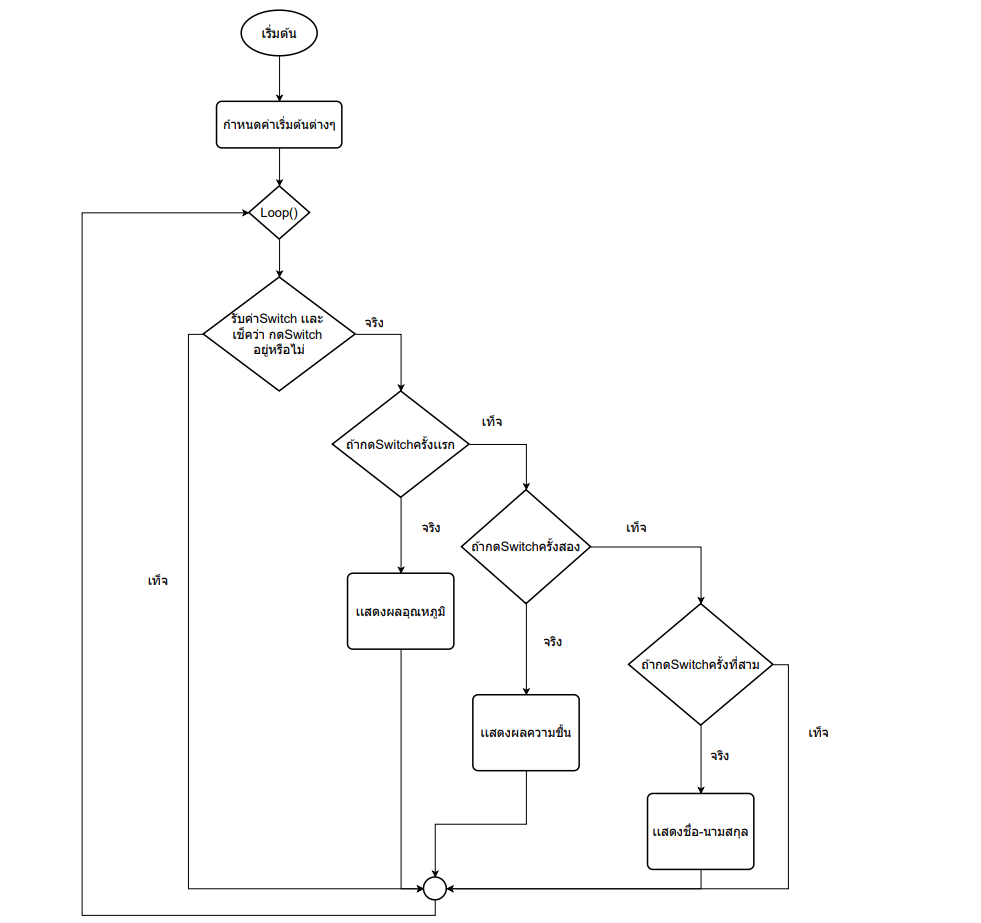 เริ่มต้น
กำหนดค่าเริ่มต้นต่างๆ
Loop()
รับค่าSwitch และ
เช็คว่า กดSwitch
อยู่หรือไม่
จริง
เท็จ
ถ้ากดSwitchครั้งแรก
เท็จ
จริง
ถ้ากดSwitchครั้งสอง
เท็จ
แสดงผลอุณหภูมิ
จริง
ถ้ากดSwitchครั้งที่สาม
เท็จ
แสดงผลความชื้น
จริง
แสดงชื่อ-นามสกุล